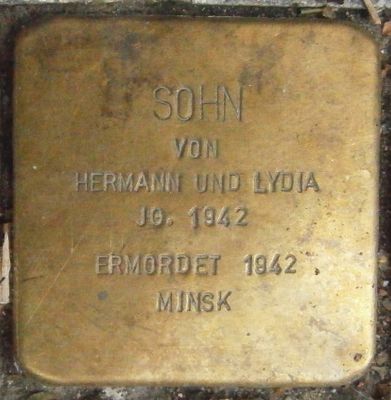 SOHN
VON
HERMANN UND LYDIA
JG. 1942
ERMORDET 1942
MINSK